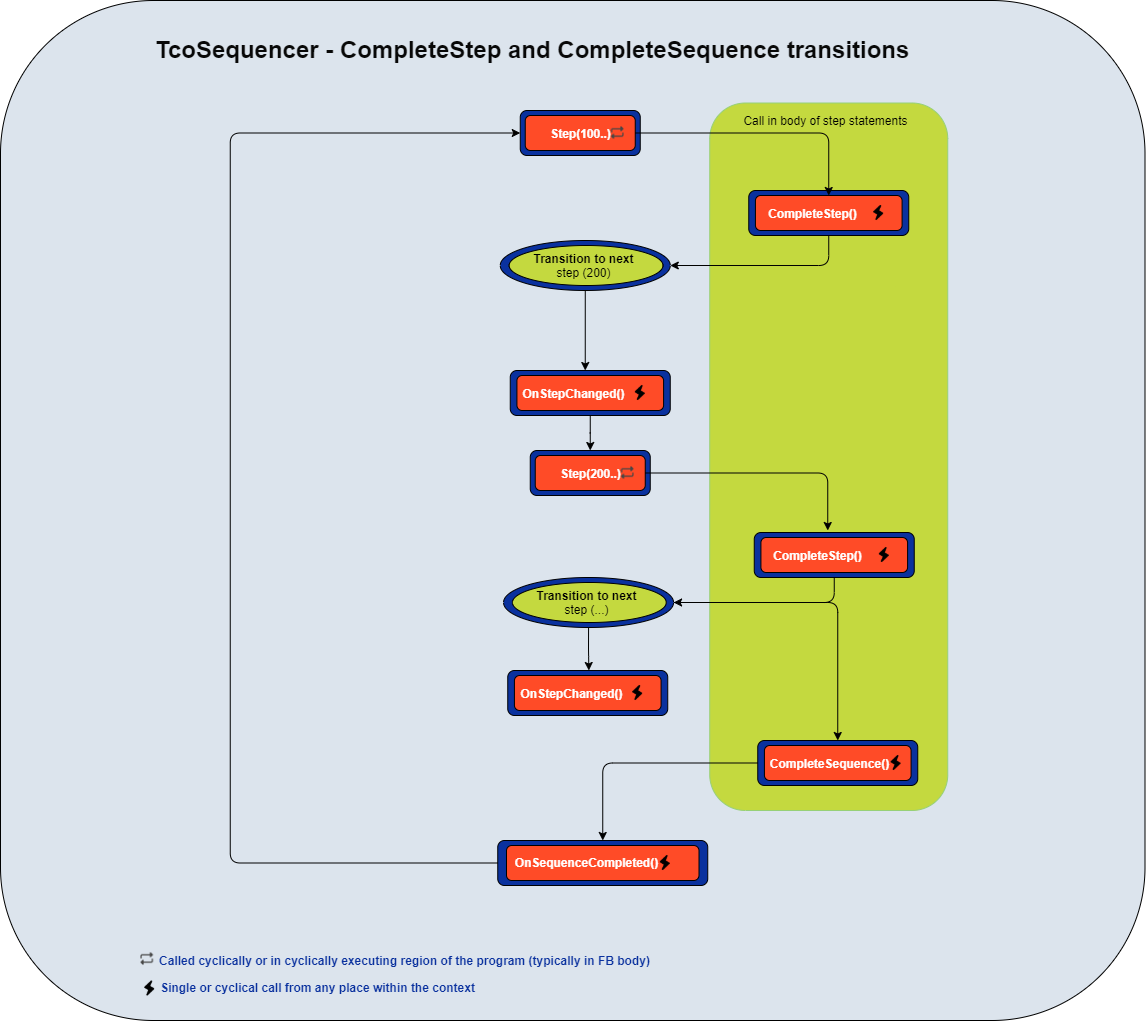 TcoSequencer - CompleteStep and CompleteSequence transitions
Call in body of step statements
Step(100..)
CompleteStep()
Transition to next
step (200)
OnStepChanged()
Step(200..)
CompleteStep()
Transition to next
step (...)
OnStepChanged()
CompleteSequence()
OnSequenceCompleted()
Called cyclically or in cyclically executing region of the program (typically in FB body)
Single or cyclical call from any place within the context